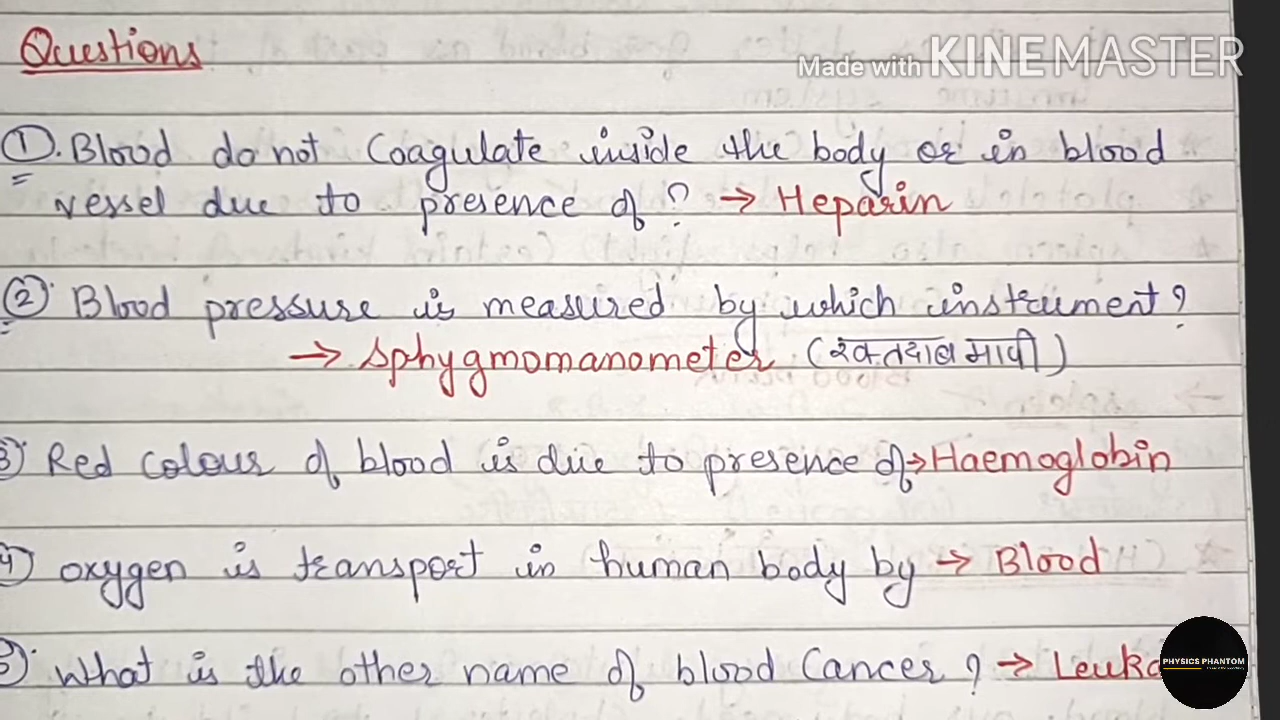 Questions
Made with KINEMASTER
①. Blood do not Coagulate inside the body or in blood
vessel due to presence of? → Heparin
②. Blood pressure is measured by which instrument?
→ Sphygmomanometer (रक्तदाब मापी)
3) Red colour of blood is due to presence of→ Haemoglobin
4) oxygen is transport in human body by → Blood
5) What is the other name of blood Cancer? → Leuk
PHYSICS PHANTOM